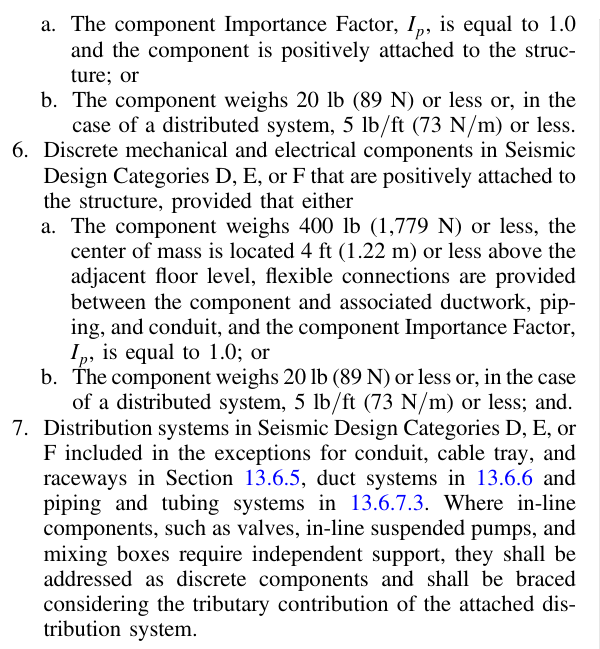 a. The component Importance Factor, Ip, is equal to 1.0
and the component is positively attached to the struc-
ture; or
b. The component weighs 20 lb (89 N) or less or, in the
case of a distributed system, 5 lb/ft (73 N/m) or less.
6. Discrete mechanical and electrical components in Seismic
Design Categories D, E, or F that are positively attached to
the structure, provided that either
a. The component weighs 400 lb (1,779 N) or less, the
center of mass is located 4 ft (1.22 m) or less above the
adjacent floor level, flexible connections are provided
between the component and associated ductwork, pip-
ing, and conduit, and the component Importance Factor,
Ip, is equal to 1.0; or
b. The component weighs 20 lb (89 N) or less or, in the case
of a distributed system, 5 lb/ft (73 N/m) or less; and.
7. Distribution systems in Seismic Design Categories D, E, or
F included in the exceptions for conduit, cable tray, and
raceways in Section 13.6.5, duct systems in 13.6.6 and
piping and tubing systems in 13.6.7.3. Where in-line
components, such as valves, in-line suspended pumps, and
mixing boxes require independent support, they shall be
addressed as discrete components and shall be braced
considering the tributary contribution of the attached dis-
tribution system.